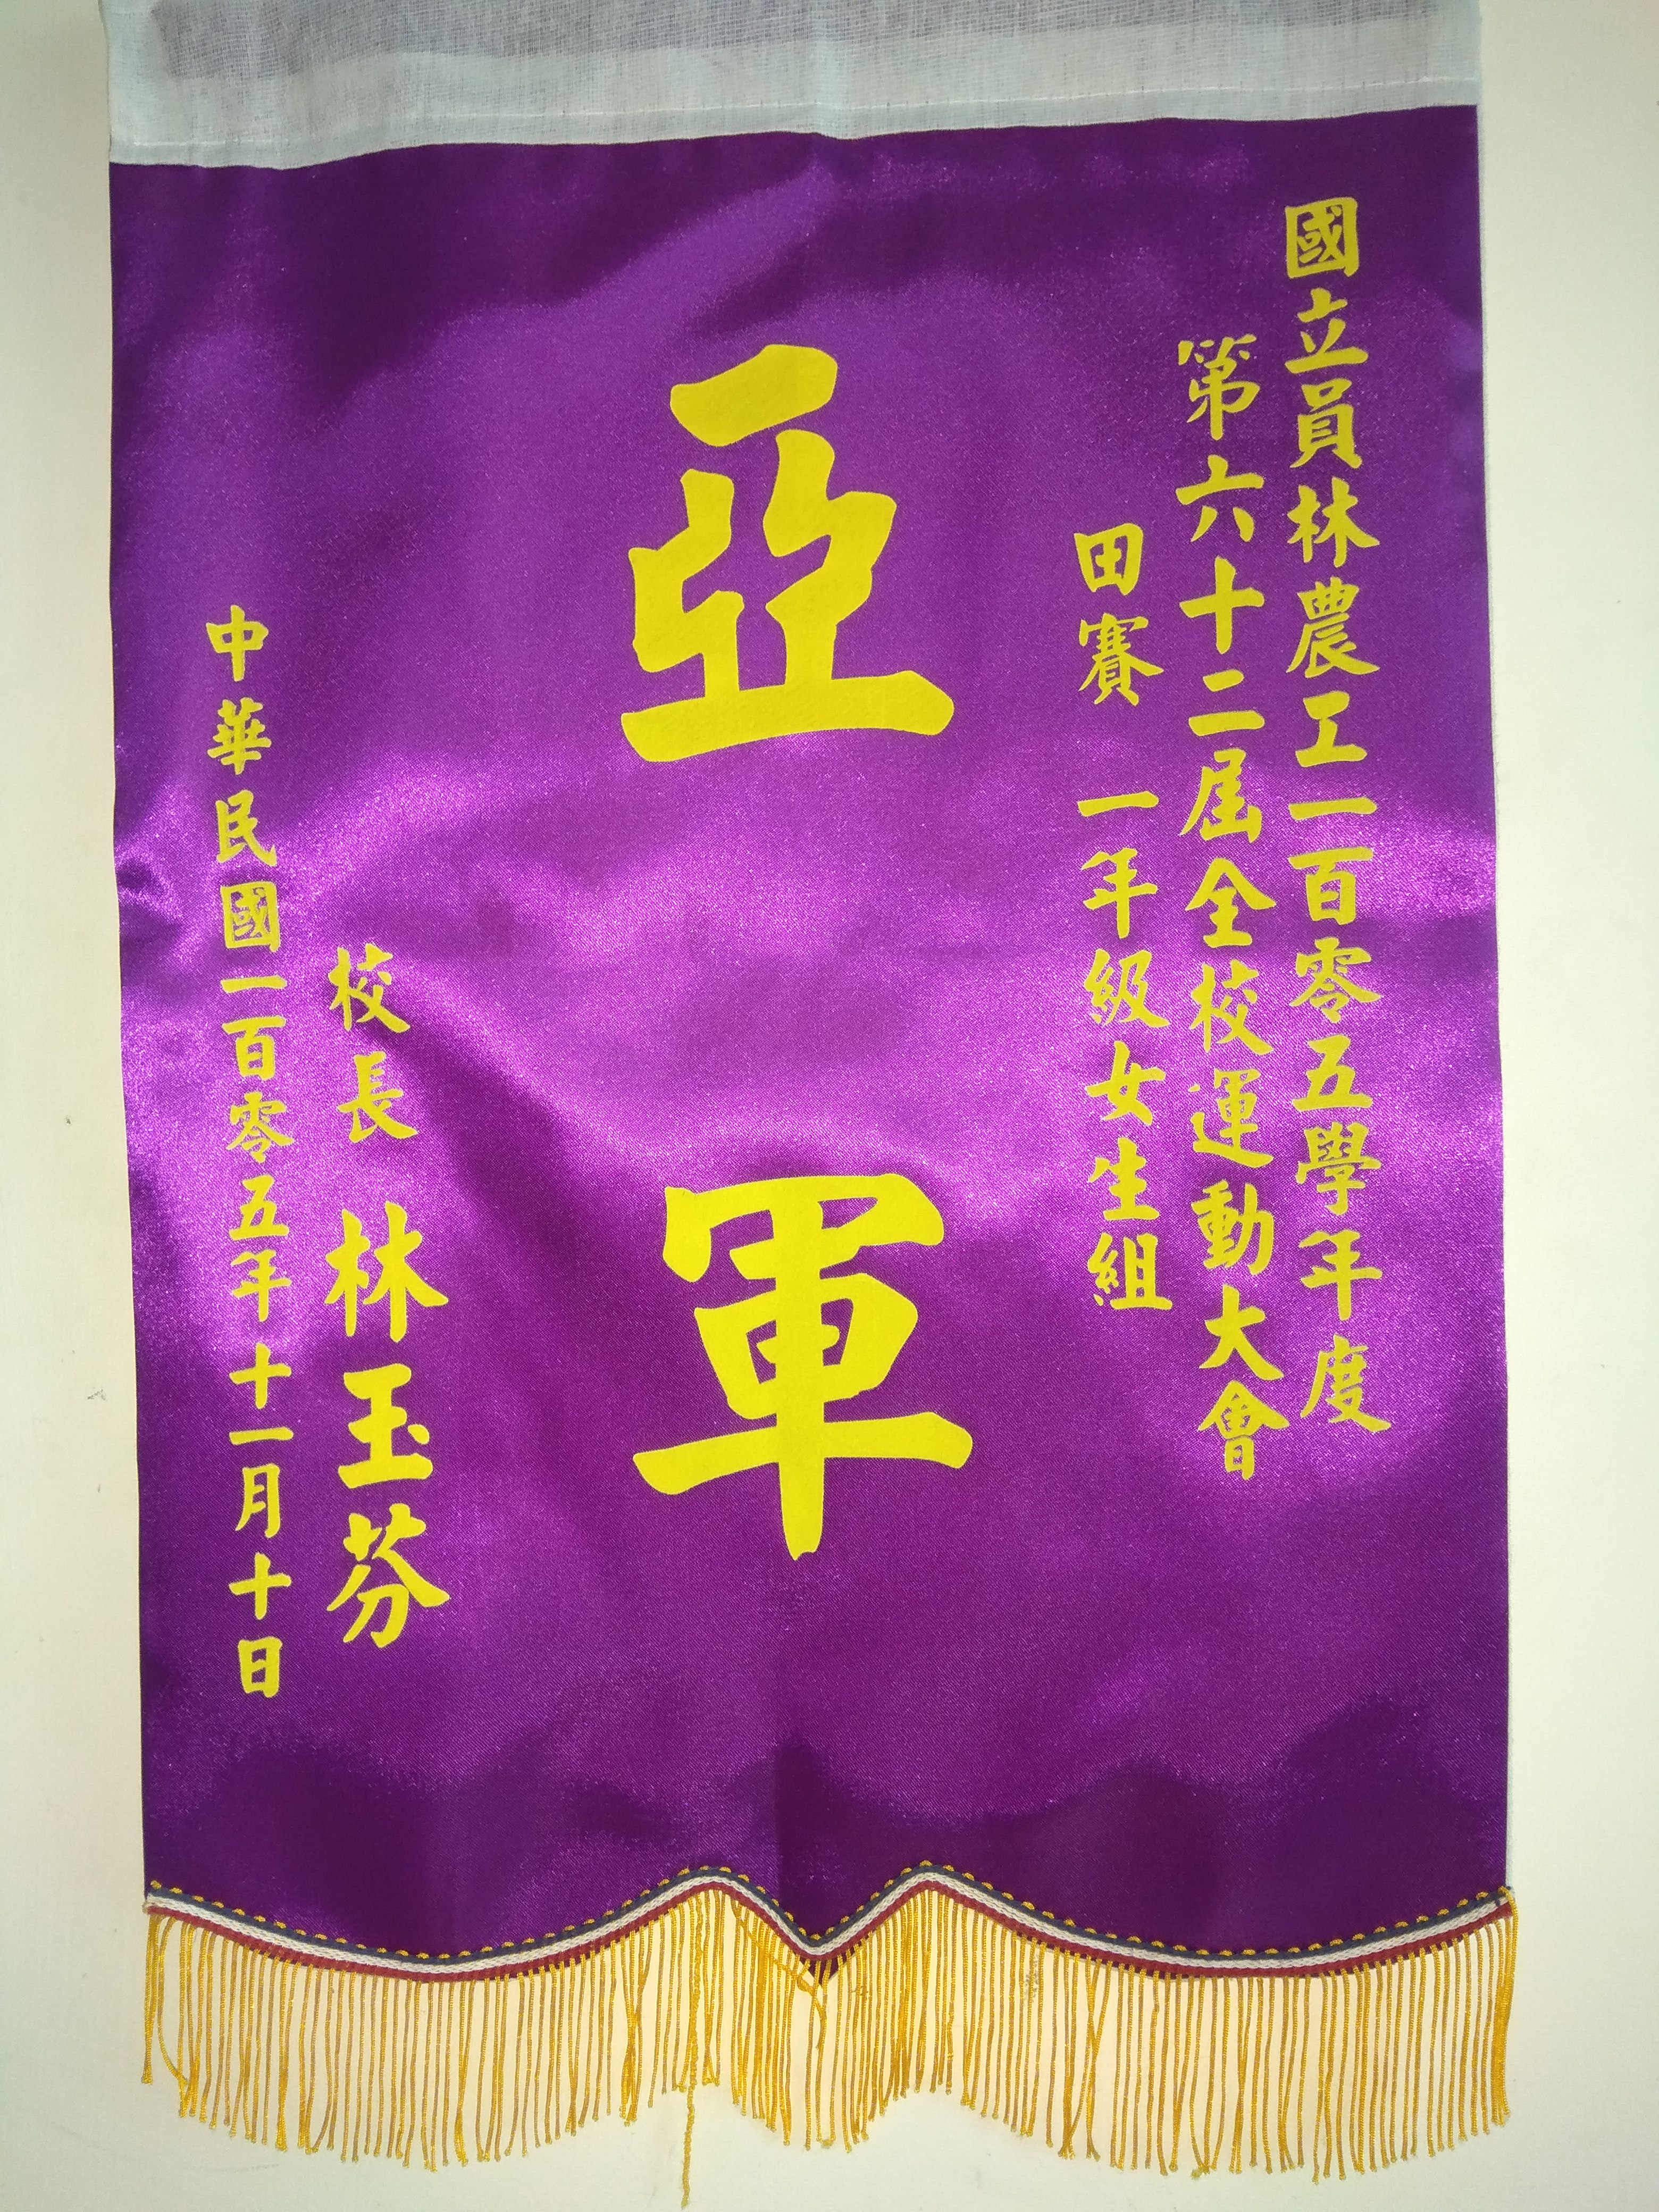 國立員林農工一百零五學年度
第六十二屆全校運動大會
田賽 一年級女生組
亞軍
校長 林玉芬
中華民國一百零五年十一月十日